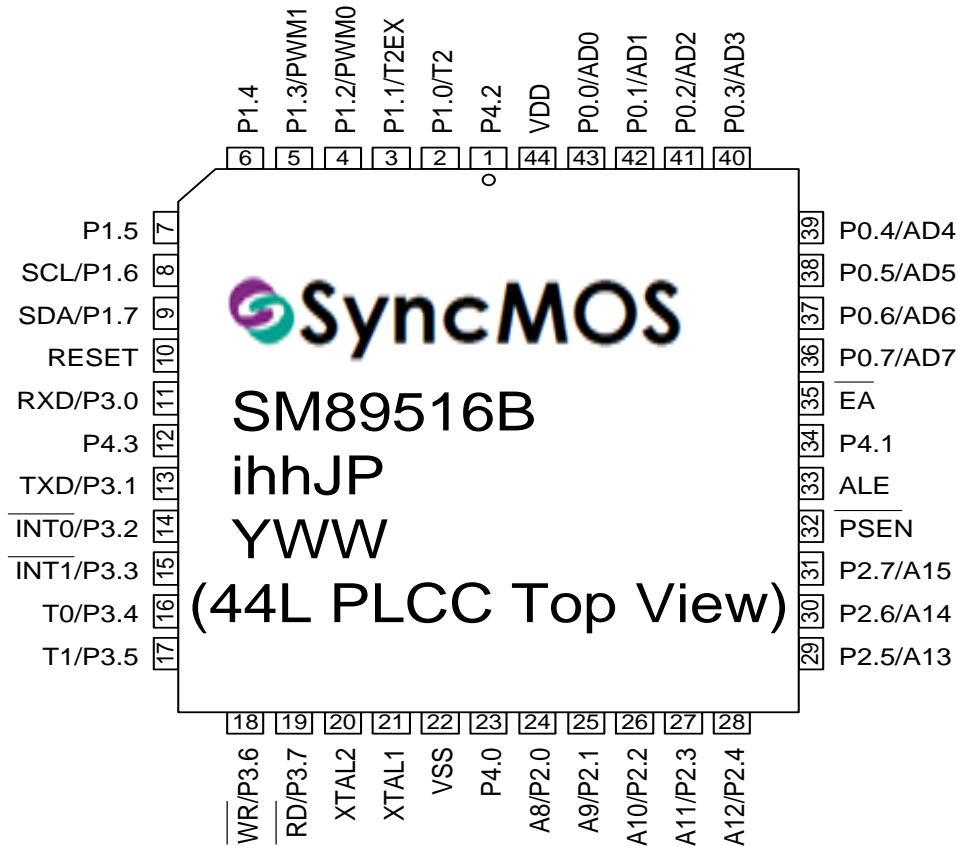 P1.4
P1.3/PWM1
P1.2/PWM0
P1.1/T2EX
P1.0/T2
P4.2
VDD
P0.0/AD0
P0.1/AD1
P0.2/AD2
P0.3/AD3
6 5 4 3 2 1 44 43 42 41 40
P1.5 7
SCL/P1.6 8
SDA/P1.7 9
RESET 10
RXD/P3.0 11
P4.3 12
TXD/P3.1 13
INT0/P3.2 14
INT1/P3.3 15
T0/P3.4 16
T1/P3.5 17
SyncMOS
SM89516B
ihhJP
YWW
(44L PLCC Top View)
39 P0.4/AD4
38 P0.5/AD5
37 P0.6/AD6
36 P0.7/AD7
35 EA
34 P4.1
33 ALE
32 PSEN
31 P2.7/A15
30 P2.6/A14
29 P2.5/A13
18 19 20 21 22 23 24 25 26 27 28
WR/P3.6
RD/P3.7
XTAL2
XTAL1
VSS
P4.0
A8/P2.0
A9/P2.1
A10/P2.2
A11/P2.3
A12/P2.4